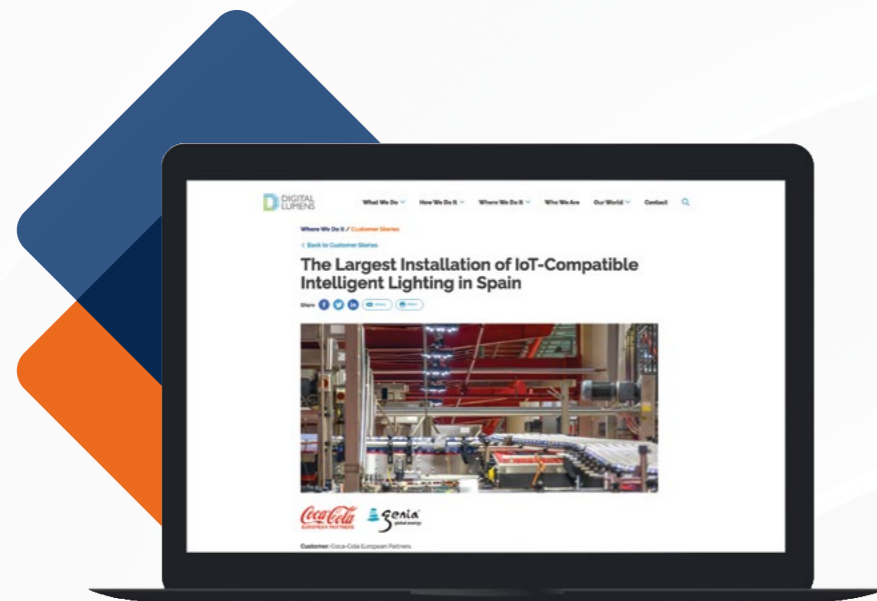 DIGITAL
LUMENS
What We Do How We Do It Where We Do It Who We Are Our World Contact
Where We Do It / Customer Stories
< Back to Customer Stories
The Largest Installation of IoT-Compatible
Intelligent Lighting in Spain
Share
Coca-Cola
EUROPEAN PARTNERS
genia
global energy
Customer: Coca-Cola European Partners